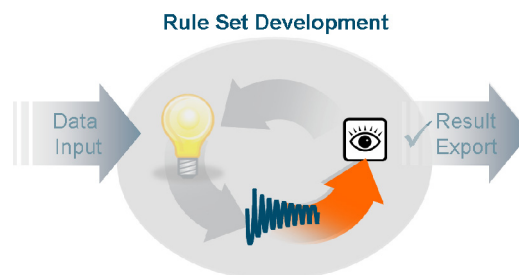 Rule Set Development
Data
Input
Result
Export